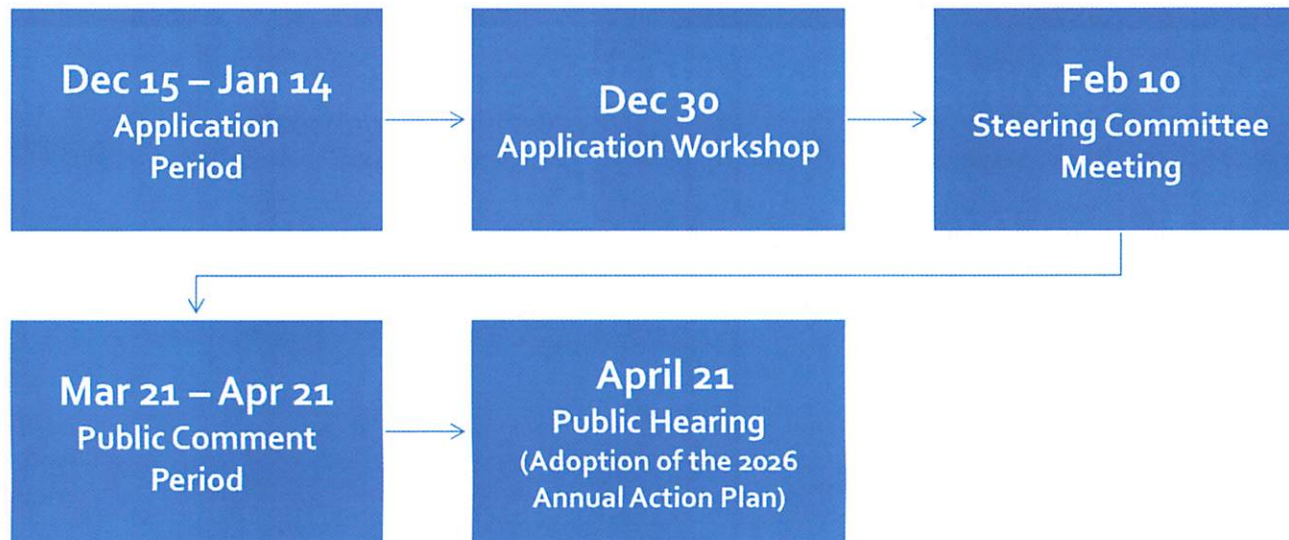 Dec 15 – Jan 14
Application
Period
Dec 30
Application Workshop
Feb 10
Steering Committee
Meeting
Mar 21 – Apr 21
Public Comment
Period
April 21
Public Hearing
(Adoption of the 2026
Annual Action Plan)